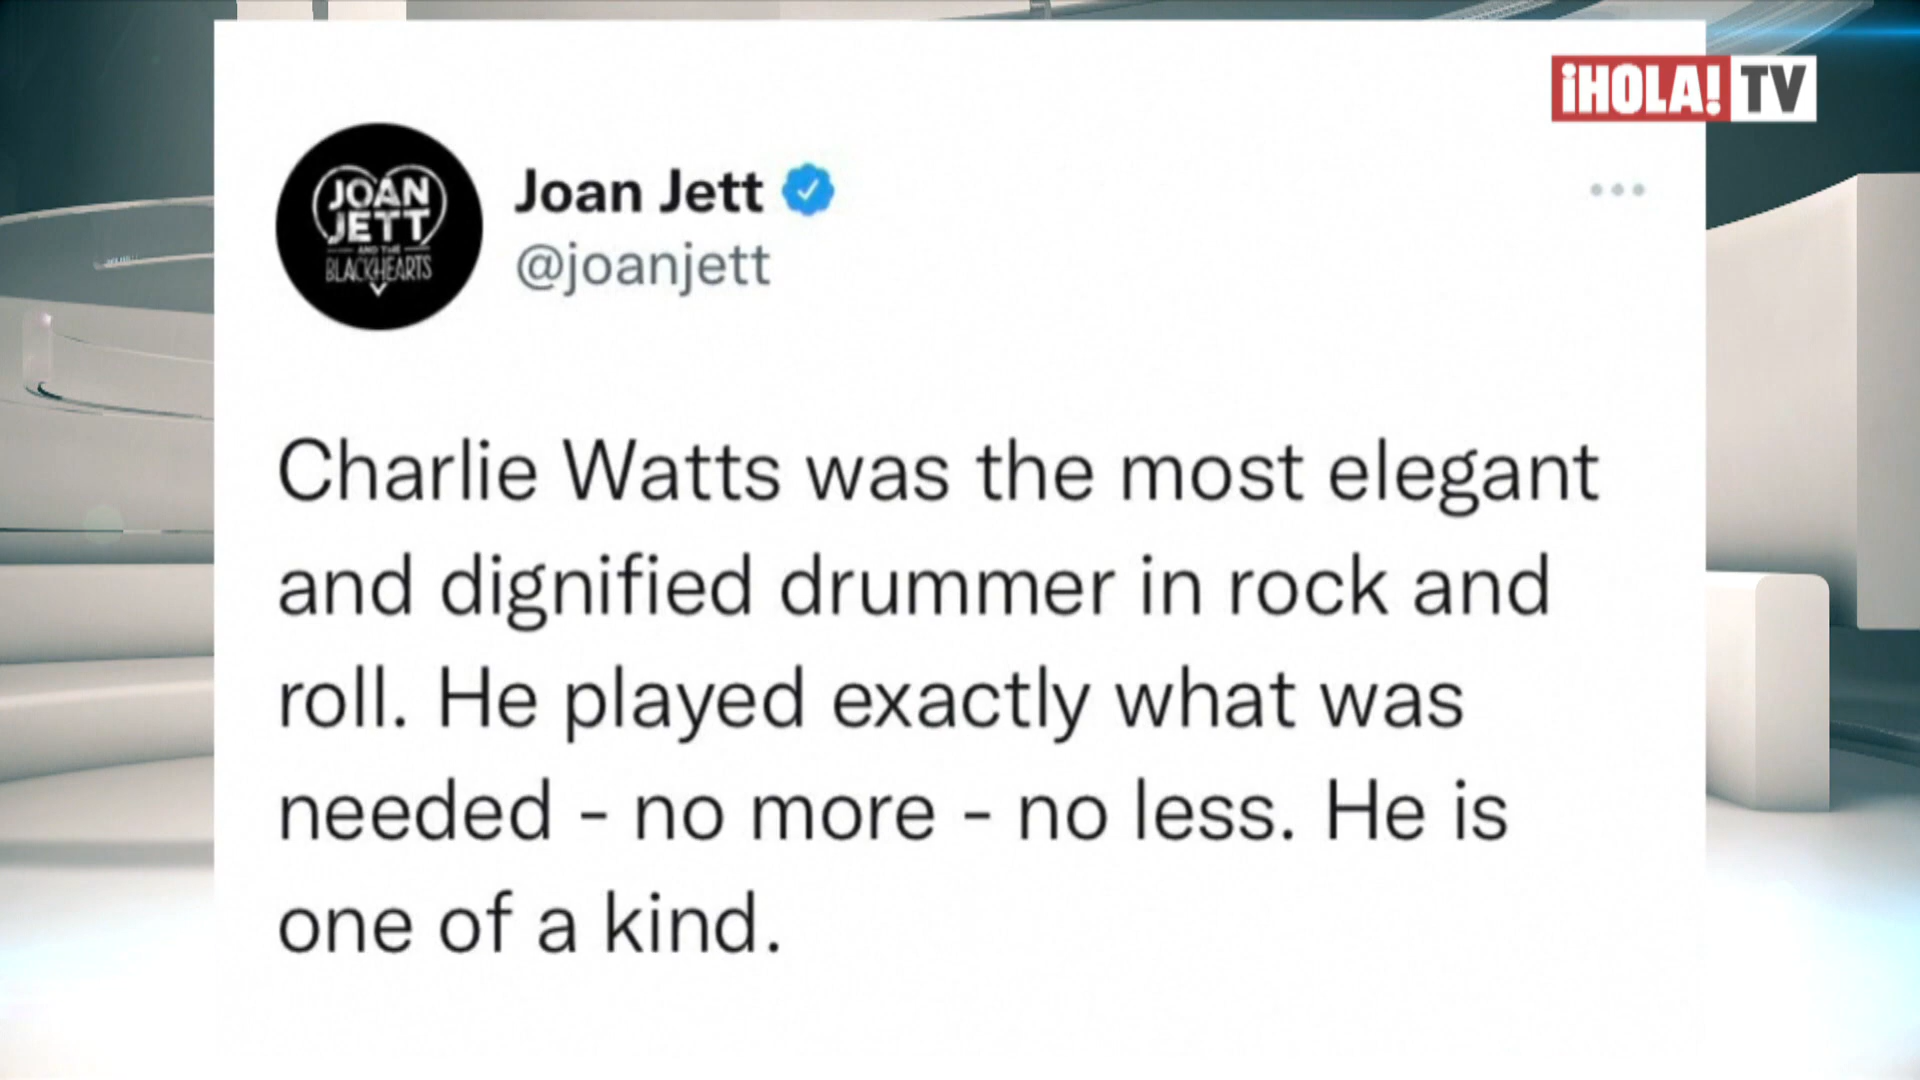 ¡HOLA! TV
JOAN
JETT
AND THE
BLACKHEARTS
Joan Jett
@joanjett
Charlie Watts was the most elegant
and dignified drummer in rock and
roll. He played exactly what was
needed - no more - no less. He is
one of a kind.